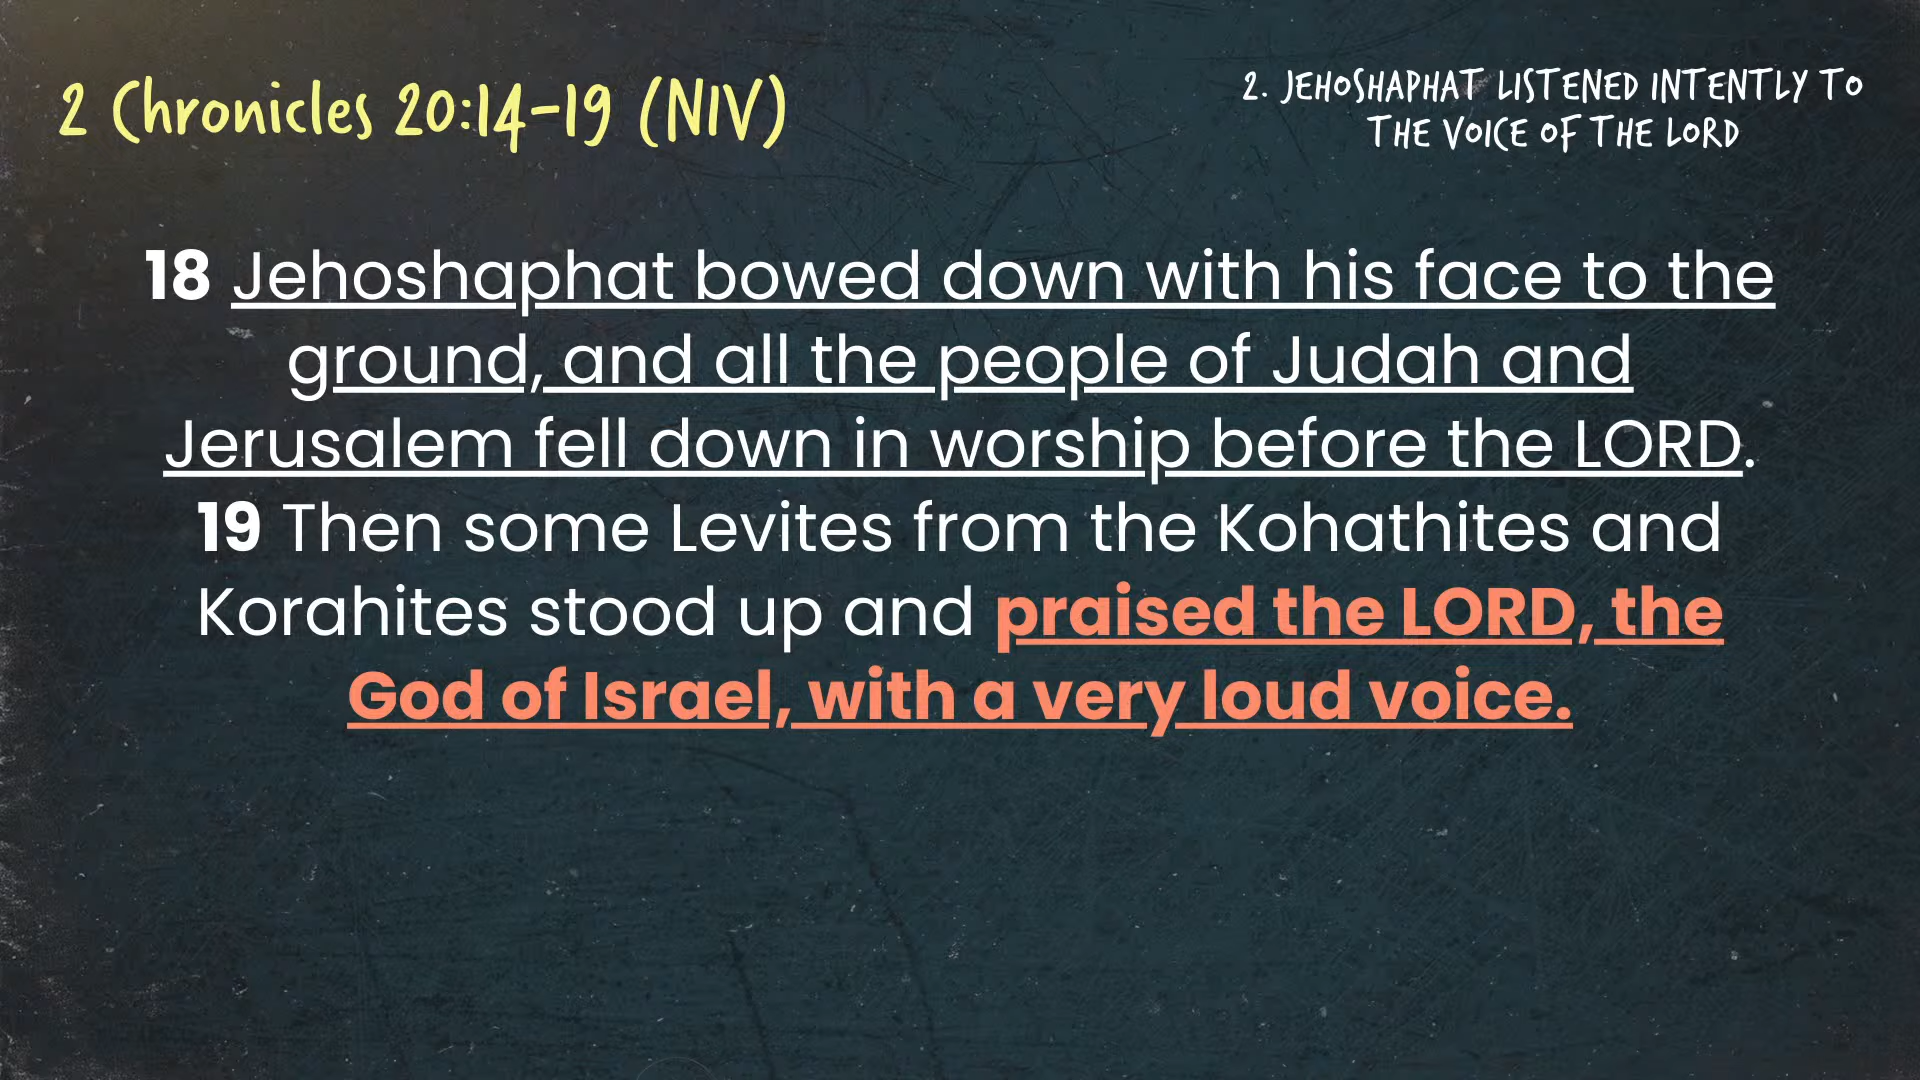 2 Chronicles 20:14-19 (NIV)
2. JEHOSHAPHAT LISTENED INTENTLY TO
THE VOICE OF THE LORD
18 Jehoshaphat bowed down with his face to the
ground, and all the people of Judah and
Jerusalem fell down in worship before the LORD.
19 Then some Levites from the Kohathites and
Korahites stood up and praised the LORD, the
God of Israel, with a very loud voice.